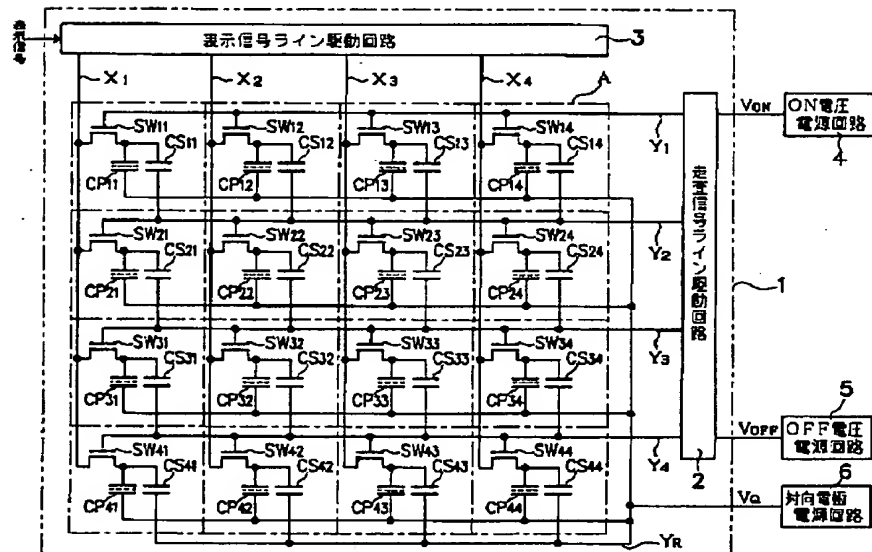 表示信号
表示信号ライン駆動回路
3
X1 X2 X3 X4 A
SW11 SW12 SW13 SW14
CS11 CS12 CS23 CS14
CP11 CP12 CP13 CP14
Y1
VON
ON電圧
電源回路
4
SW21 SW22 SW23 SW24
CS21 CS22 CS23 CS24
CP21 CP22 CP23 CP24
Y2
走査信号ライン駆動回路
1
SW31 SW32 SW33 SW34
CS31 CS32 CS33 CS34
CP31 CP32 CP33 CP34
Y3
SW41 SW42 SW43 SW44
CS41 CS42 CS43 CS44
CP41 CP42 CP43 CP44
Y4
2
VOFF
5
OFF電圧
電源回路
6
VQ
対向電極
電源回路
YR